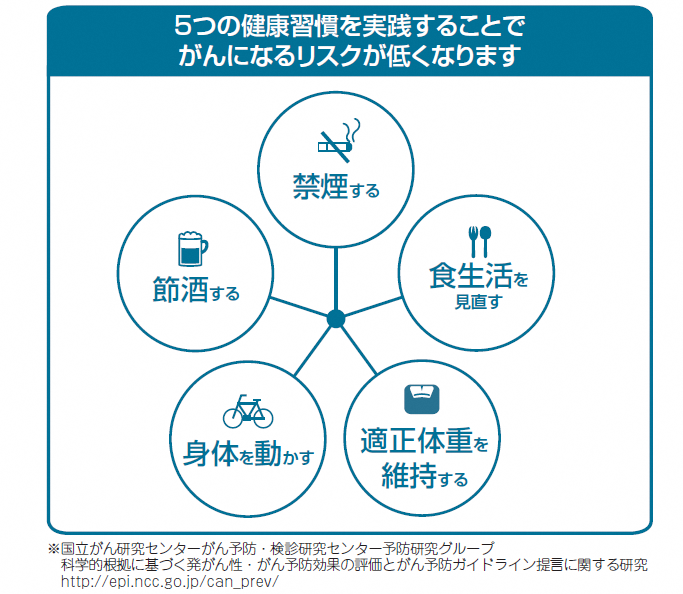 5つの健康習慣を実践することで
がんになるリスクが低くなります
禁煙する
食生活を
見直す
適正体重を
維持する
身体を動かす
節酒する
※国立がん研究センターがん予防・検診研究センター予防研究グループ
科学的根拠に基づく発がん性・がん予防効果の評価とがん予防ガイドライン提言に関する研究
http://epi.ncc.go.jp/can_prev/